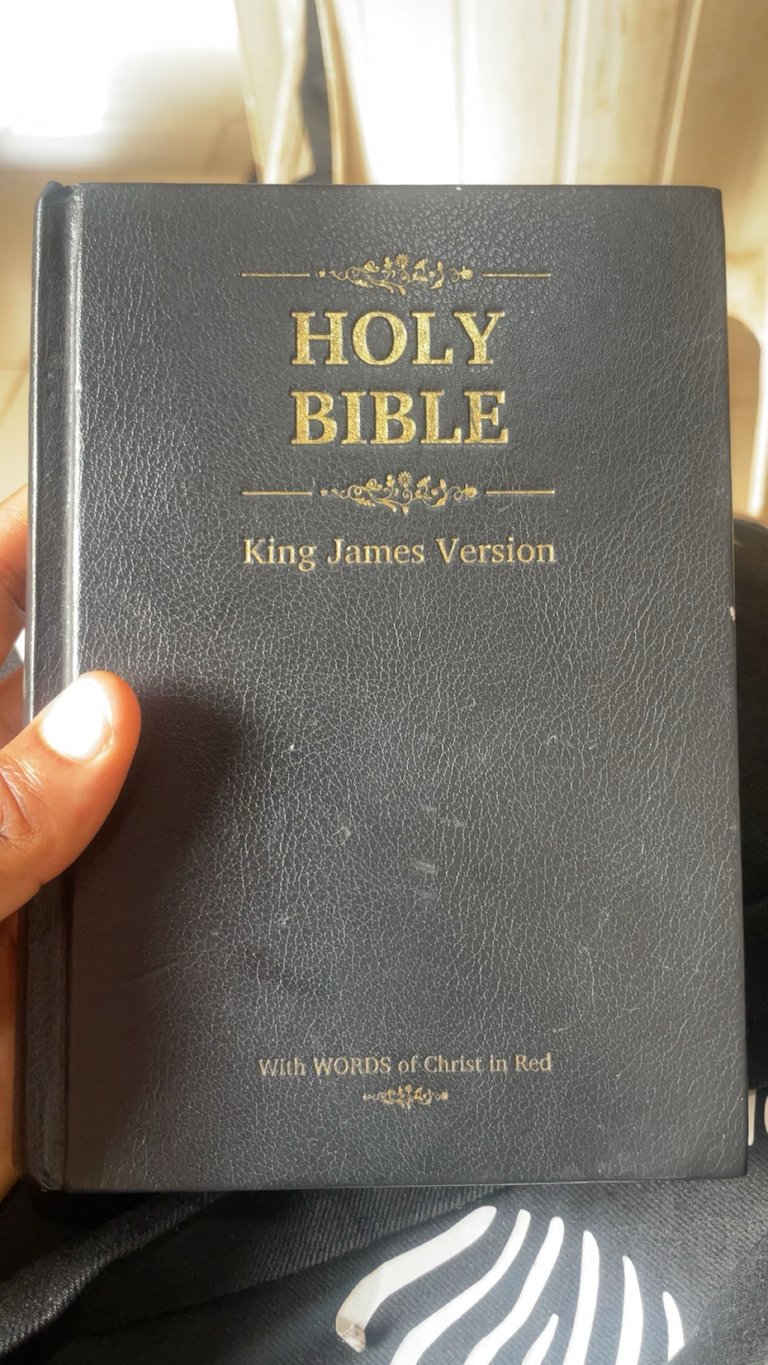 HOLY
BIBLE
King James Version
With WORDS of Christ in Red